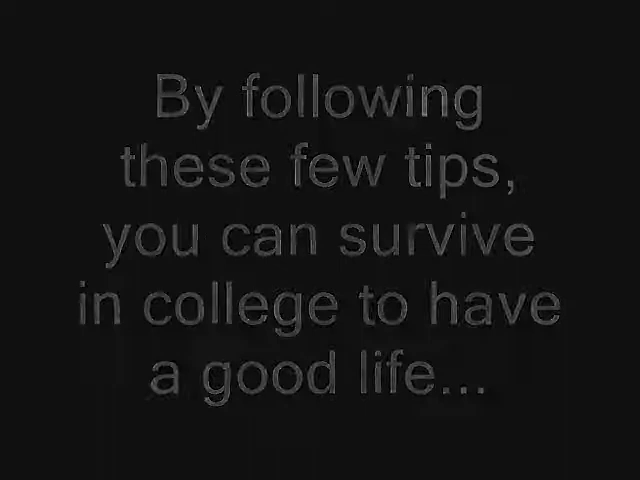 By following
these few tips,
you can survive
in college to have
a good life...